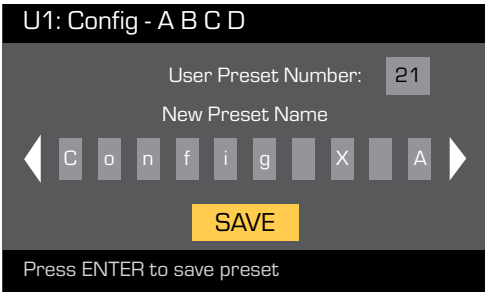 U1: Config - A B C D
User Preset Number: 21
New Preset Name
C o n f i g X A
SAVE
Press ENTER to save preset